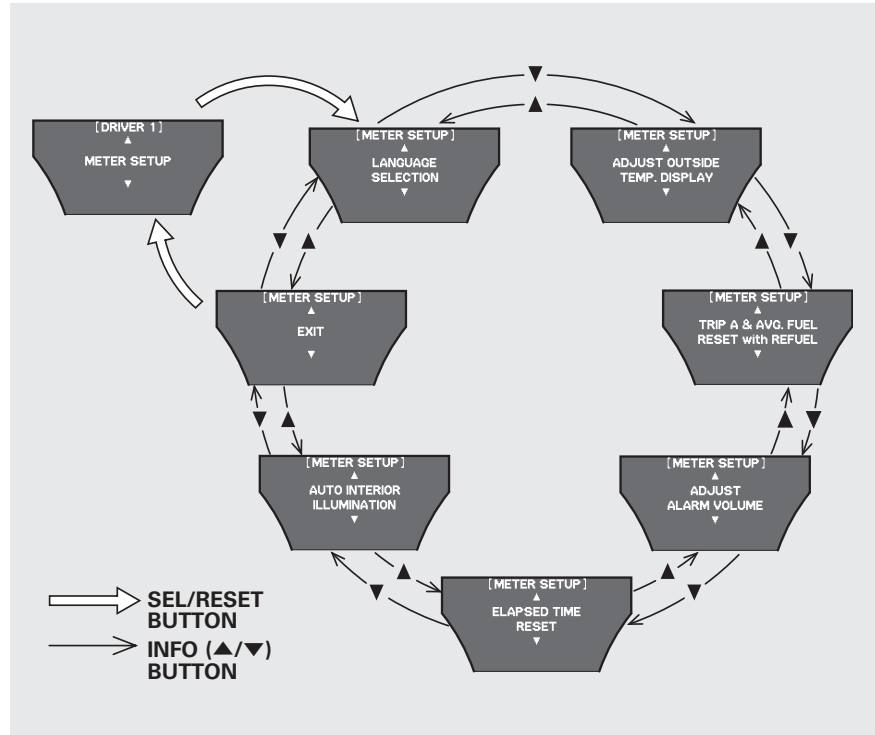 [DRIVER 1]
▲
METER SETUP
▼
[METER SETUP]
▲
LANGUAGE
SELECTION
▼
[METER SETUP]
▲
ADJUST OUTSIDE
TEMP. DISPLAY
▼
[METER SETUP]
▲
TRIP A & AVG. FUEL
RESET with REFUEL
▼
[METER SETUP]
▲
ADJUST
ALARM VOLUME
▼
[METER SETUP]
▲
ELAPSED TIME
RESET
▼
[METER SETUP]
▲
AUTO INTERIOR
ILLUMINATION
▼
[METER SETUP]
▲
EXIT
▼
SEL/RESET
BUTTON
INFO (▲/▼)
BUTTON